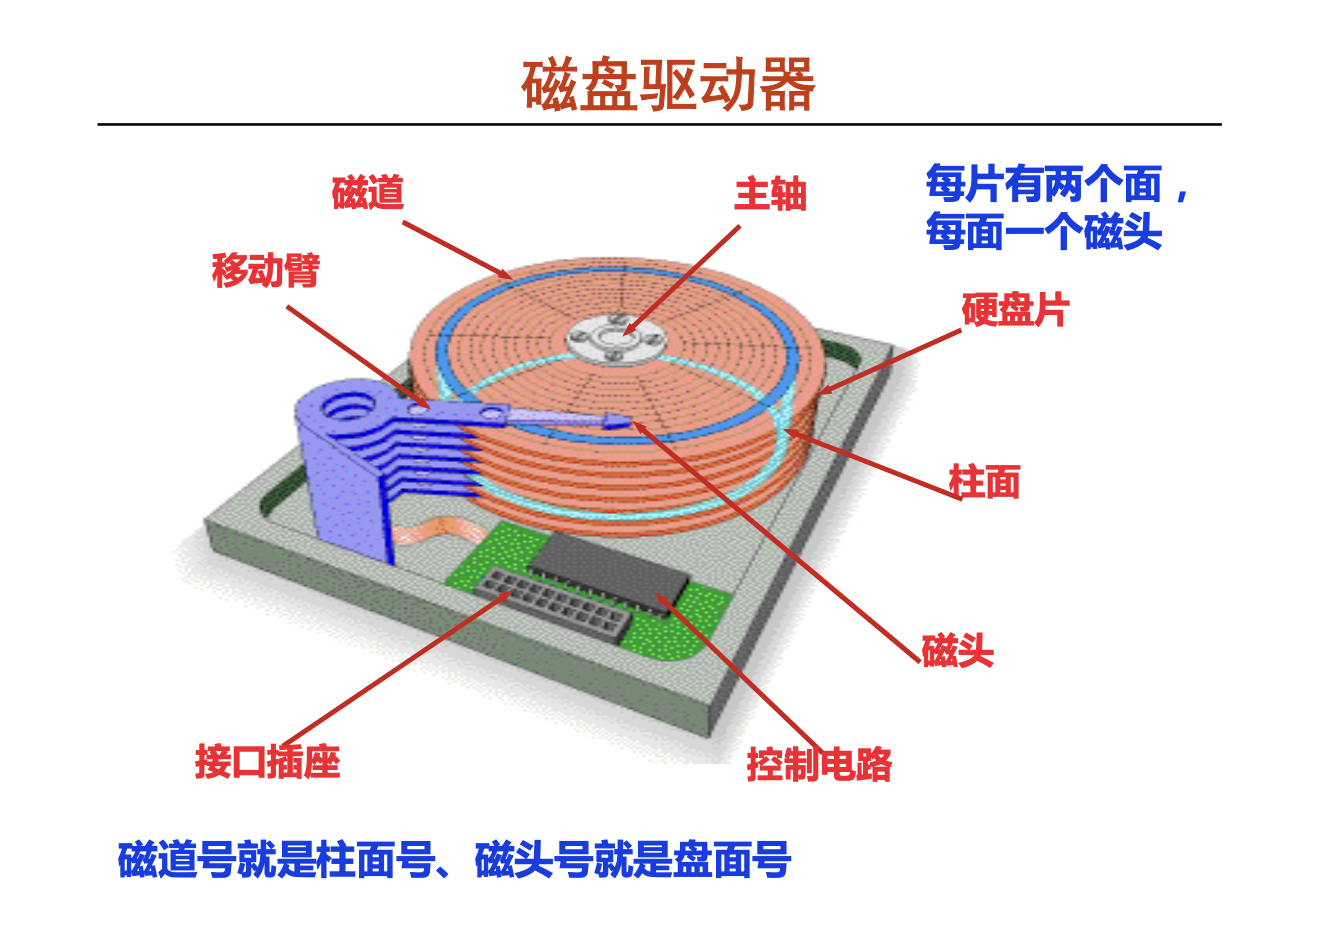 磁盘驱动器
磁道
主轴
每片有两个面，
每面一个磁头
移动臂
硬盘片
柱面
磁头
接口插座
控制电路
磁道号就是柱面号、磁头号就是盘面号